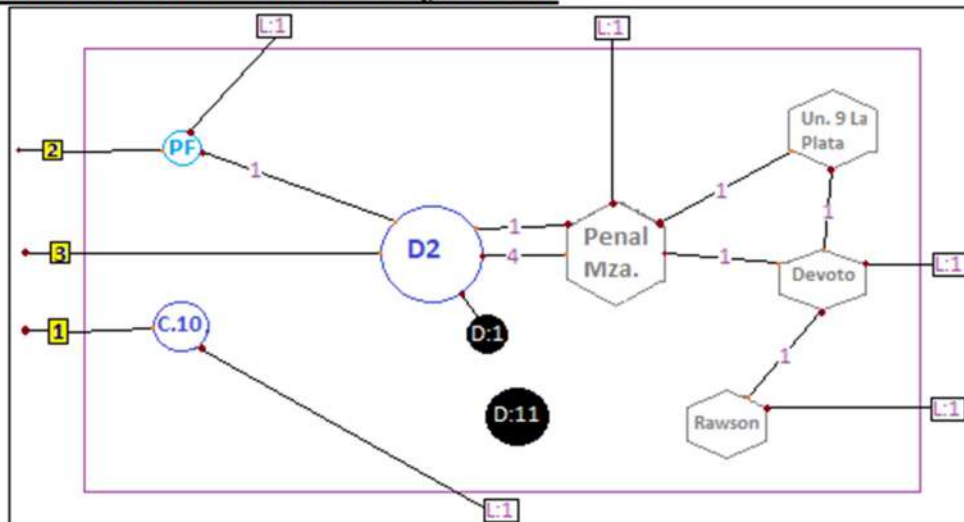 L:1
L:1
2
PF
1
Un. 9 La
Plata
1
1
3
D2
1
4
Penal
Mza.
1
Devoto
L:1
1
C.10
D:1
1
D:11
Rawson
L:1
L:1